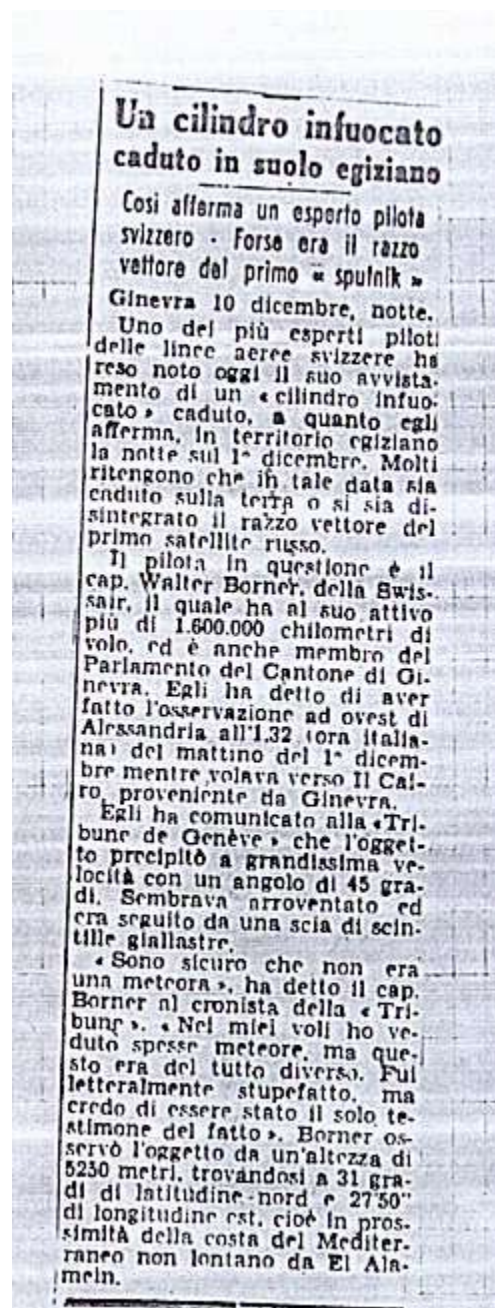 Un cilindro infuocato
caduto in suolo egiziano
Così afferma un esperto pilota
svizzero - Forse era il razzo
vettore del primo « sputnik »
Ginevra 10 dicembre, notte.
Uno dei più esperti piloti
delle linee aeree svizzere ha
reso noto oggi il suo avvista-
mento di un « cilindro infuo-
cato » caduto, a quanto egli
afferma, in territorio egiziano
la notte sul 1° dicembre. Molti
ritengono che in tale data sia
caduto sulla terra o si sia di-
sintegrato il razzo vettore del
primo satellite russo.
Il pilota in questione è il
cap. Walter Borner, della Swis-
sair, il quale ha al suo attivo
più di 1.600.000 chilometri di
volo, ed è anche membro del
Parlamento del Cantone di Gi-
nevra. Egli ha detto di aver
fatto l'osservazione ad ovest di
Alessandria all'1,32 (ora italia-
na) del mattino del 1° dicem-
bre mentre volava verso Il Cai-
ro, proveniente da Ginevra.
Egli ha comunicato alla «Tri-
bune de Genève» che l'ogget-
to precipitò a grandissima ve-
locità con un angolo di 45 gra-
di. Sembrava arroventato ed
era seguito da una scia di scin-
tille giallastre.
« Sono sicuro che non era
una meteora », ha detto il cap.
Borner al cronista della « Tri-
bune ». « Nei miei voli ho ve-
duto spesse meteore, ma que-
sto era del tutto diverso. Fui
letteralmente stupefatto, ma
credo di essere stato il solo te-
stimone del fatto ». Borner os-
servò l'oggetto da un'altezza di
5230 metri, trovandosi a 31 gra-
di di latitudine nord e 27'50"
di longitudine est, cioè in pros-
simità della costa del Mediter-
raneo non lontano da El Ala-
mein.